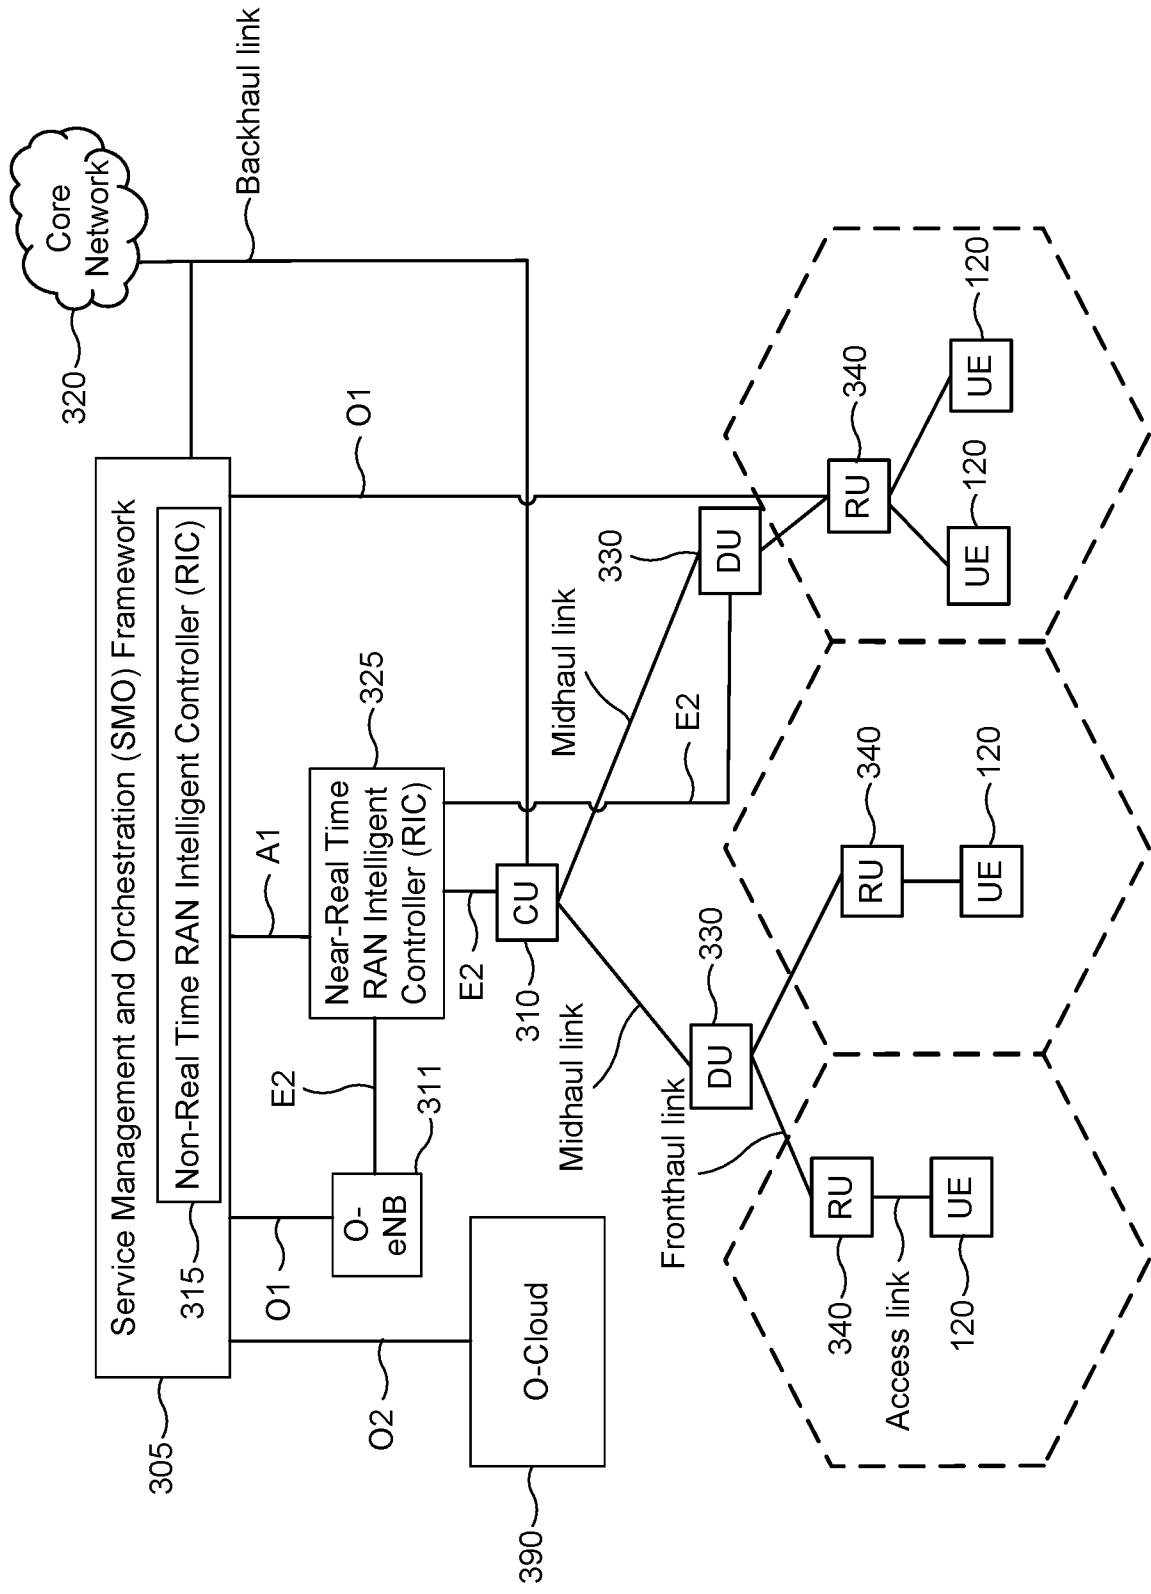 305
Service Management and Orchestration (SMO) Framework
315
Non-Real Time RAN Intelligent Controller (RIC)
Core
Network
320
Backhaul link
O2
O1
A1
O1
O-
eNB
311
E2
Near-Real Time
RAN Intelligent
Controller (RIC)
325
390
O-Cloud
E2
CU
310
Midhaul link
Midhaul link
E2
330
DU
DU
330
Fronthaul link
340
RU
RU
340
RU
340
Access link
120
UE
UE
120
UE
120
UE
120